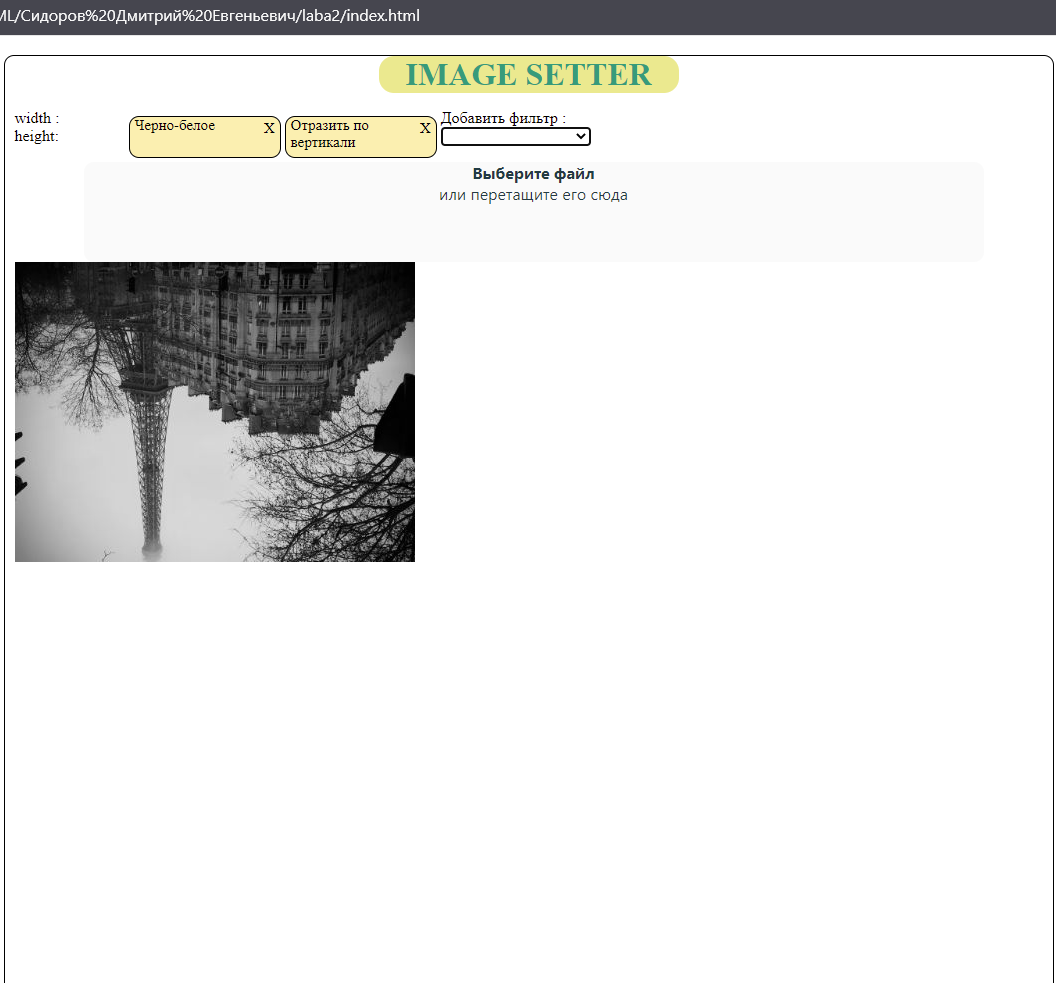 ML/Сидоров%20Дмитрий%20Евгеньевич/laba2/index.html
IMAGE SETTER
width :
height:
Черно-белое X
Отразить по вертикали X
Добавить фильтр :
Выберите файл
или перетащите его сюда